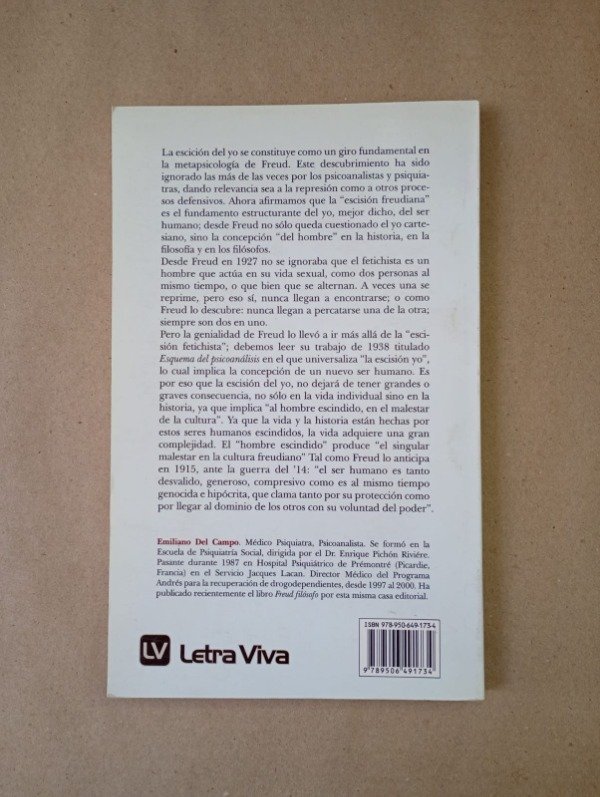 La escición del yo se constituye como un giro fundamental en
la metapsicología de Freud. Este descubrimiento ha sido
ignorado las más de las veces por los psicoanalistas y psiquia-
tras, dando relevancia sea a la represión como a otros proce-
sos defensivos. Ahora afirmamos que la “escisión freudiana”
es el fundamento estructurante del yo, mejor dicho, del ser
humano; desde Freud no sólo queda cuestionado el yo carte-
siano, sino la concepción “del hombre” en la historia, en la
filosofía y en los filósofos.
Desde Freud en 1927 no se ignoraba que el fetichista es un
hombre que actúa en su vida sexual, como dos personas al
mismo tiempo, o que bien que se alternan. A veces una se
reprime, pero eso sí, nunca llegan a encontrarse; o como
Freud lo descubre: nunca llegan a percatarse una de la otra;
siempre son dos en uno.
Pero la genialidad de Freud lo llevó a ir más allá de la “esci-
sión fetichista”; debemos leer su trabajo de 1938 titulado
Esquema del psicoanálisis en el que universaliza “la escisión yo”,
lo cual implica la concepción de un nuevo ser humano. Es
por eso que la escisión del yo, no dejará de tener grandes o
graves consecuencia, no sólo en la vida individual sino en la
historia, ya que implica “al hombre escindido, en el malestar
de la cultura”. Ya que la vida y la historia están hechas por
estos seres humanos escindidos, la vida adquiere una gran
complejidad. El "hombre escindido” produce “el singular
malestar en la cultura freudiano” Tal como Freud lo anticipa
en 1915, ante la guerra del '14: “el ser humano es tanto
desvalido, generoso, compresivo como es al mismo tiempo
genocida e hipócrita, que clama tanto por su protección como
por llegar al dominio de los otros con su voluntad del poder”.
Emiliano Del Campo. Médico Psiquiatra, Psicoanalista. Se formó en la
Escuela de Psiquiatría Social, dirigida por el Dr. Enrique Pichón Riviére.
Pasante durante 1987 en Hospital Psiquiátrico de Prémontré (Picardie,
Francia) en el Servicio Jacques Lacan. Director Médico del Programa
Andrés para la recuperación de drogodependientes, desde 1997 al 2000. Ha
publicado recientemente el libro Freud filósofo por esta misma casa editorial.
ISBN 978-950-649-173-4
9 789506 491734
LV Letra Viva